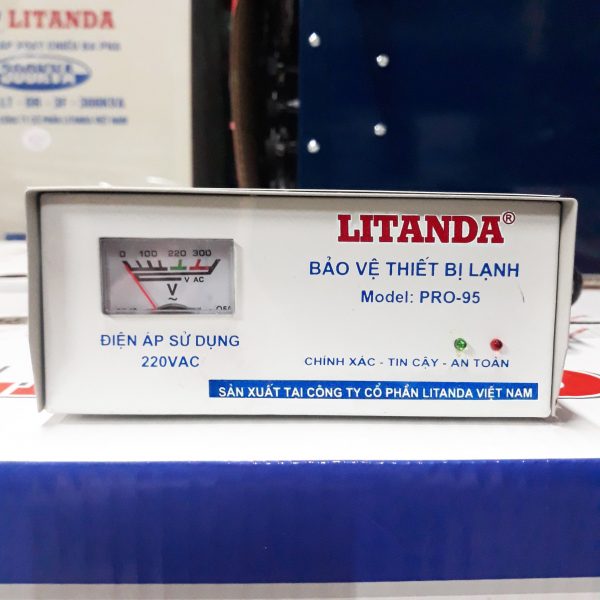 LITANDA
300KVA
LITANDA®
BẢO VỆ THIẾT BỊ LẠNH
Model: PRO-95
0 100 220 300
V AC
V
~
ĐIỆN ÁP SỬ DỤNG
220VAC
CHÍNH XÁC - TIN CẬY - AN TOÀN
SẢN XUẤT TẠI CÔNG TY CỔ PHẦN LITANDA VIỆT NAM